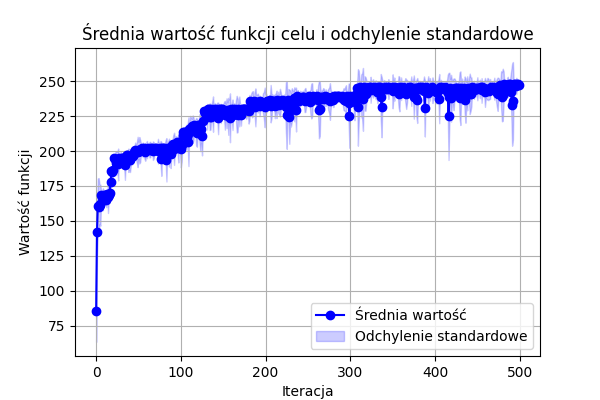 Średnia wartość funkcji celu i odchylenie standardowe
Wartość funkcji
250
225
200
175
150
125
100
75
0 100 200 300 400 500
Iteracja
Średnia wartość
Odchylenie standardowe